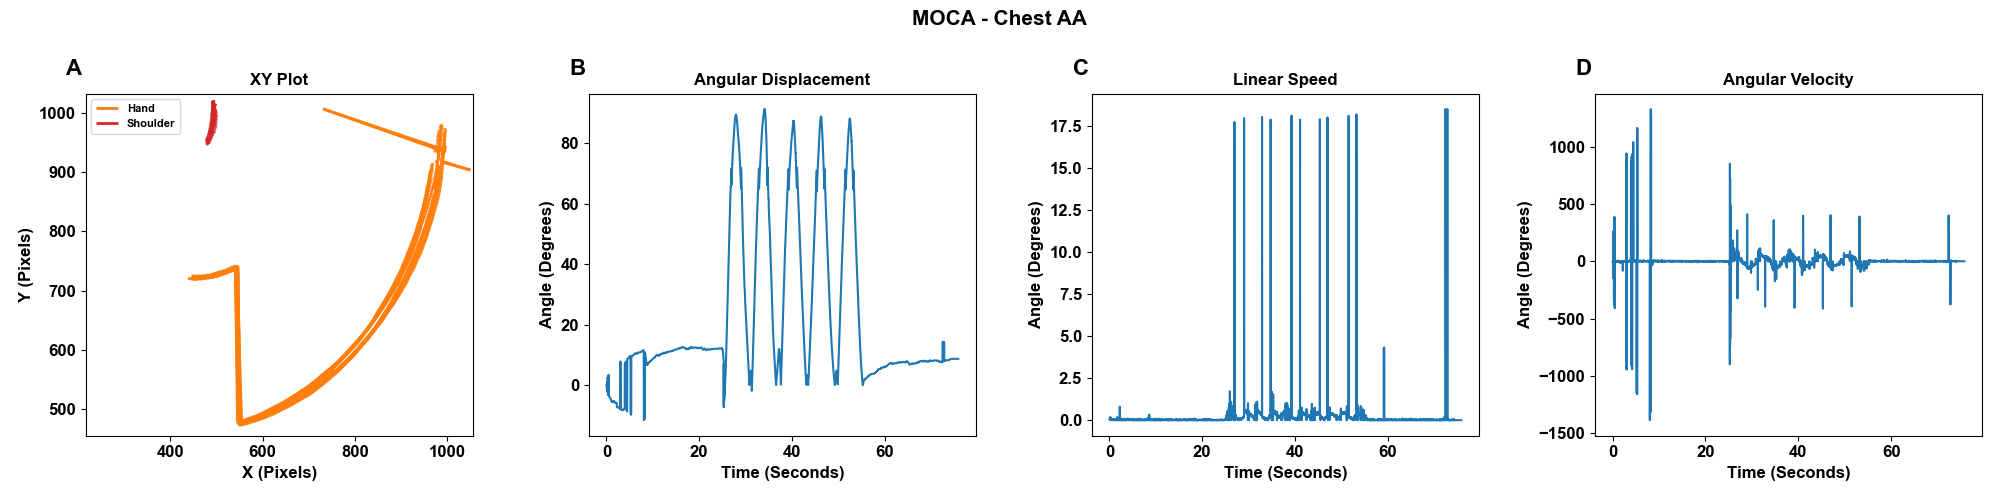 MOCA - Chest AA
A
XY Plot
Hand
Shoulder
1000
900
800
700
600
500
Y (Pixels)
400
600
800
1000
X (Pixels)
B
Angular Displacement
80
60
40
20
0
Angle (Degrees)
0
20
40
60
Time (Seconds)
C
Linear Speed
17.5
15.0
12.5
10.0
7.5
5.0
2.5
0.0
Angle (Degrees)
0
20
40
60
Time (Seconds)
D
Angular Velocity
1000
500
0
−500
−1000
−1500
Angle (Degrees)
0
20
40
60
Time (Seconds)